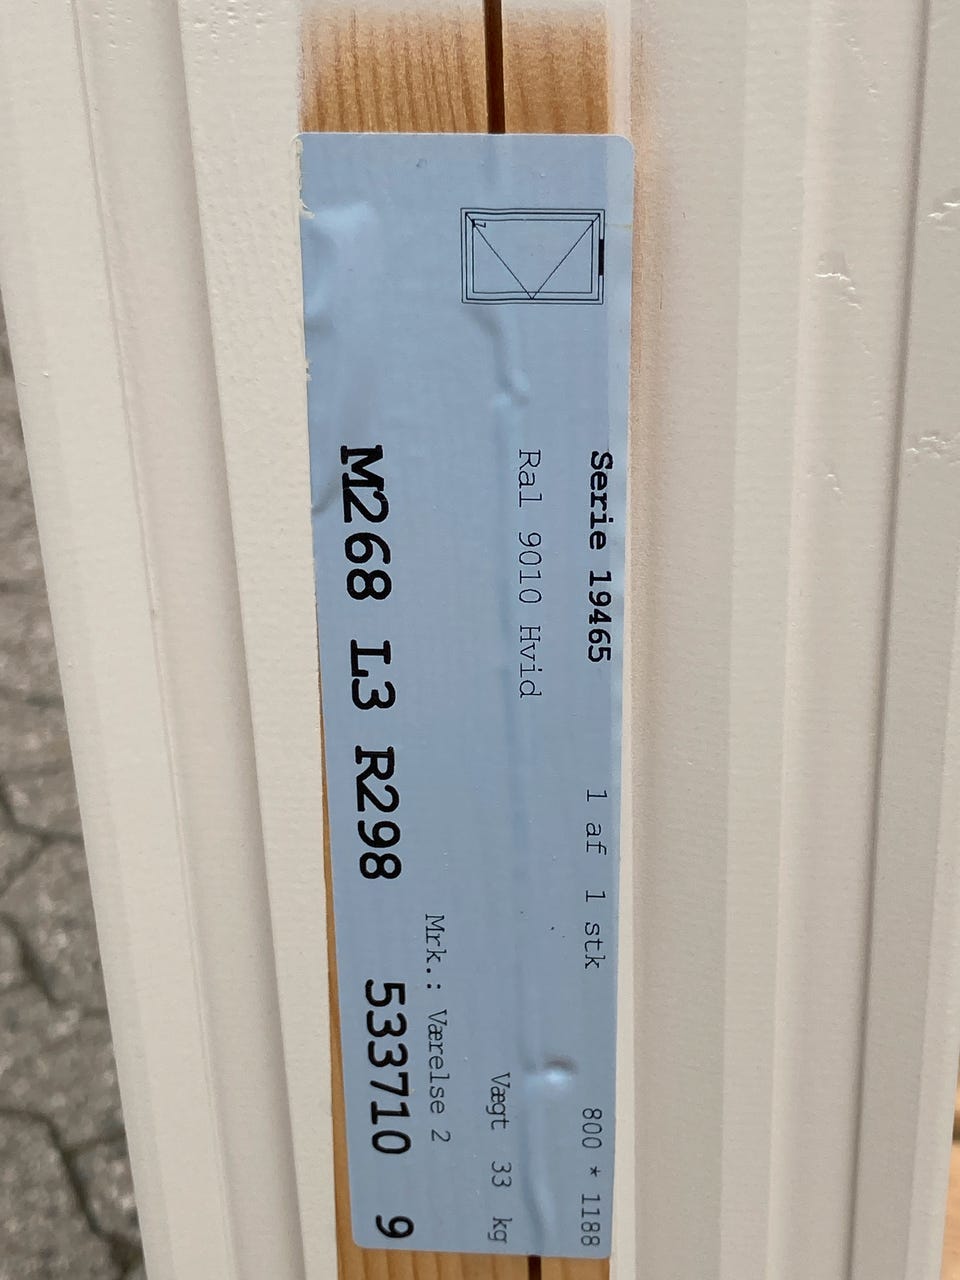 Serie 19465 1 af 1 stk 800 * 1188
Ral 9010 Hvid
Vægt 33 kg
Mrk.: Værelse 2
M268 L3 R298 533710 9